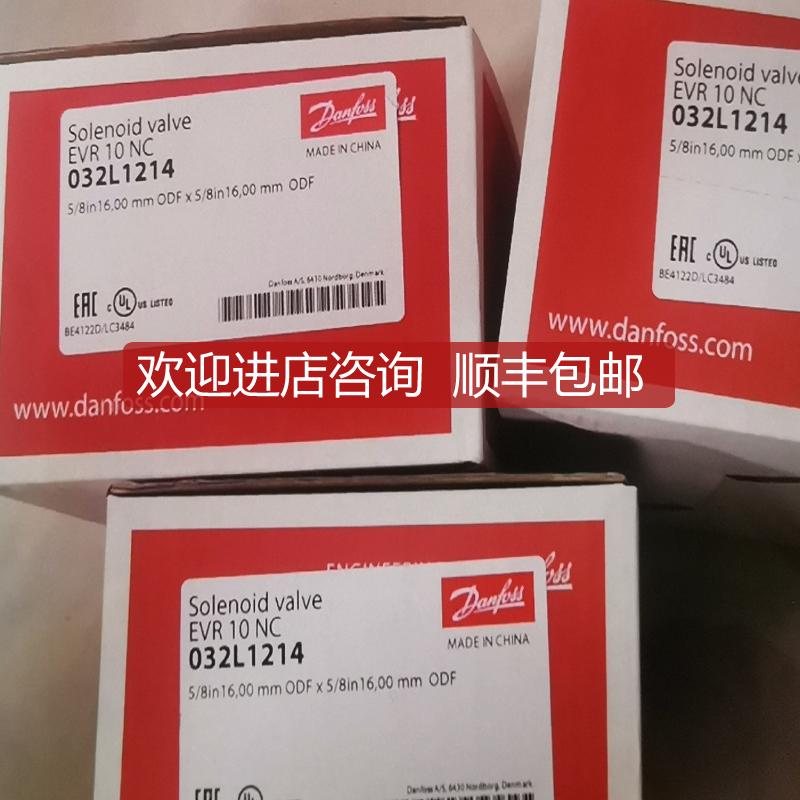 Solenoid valve
EVR 10 NC
032L1214
5/8in16,00 mm ODF x 5/8in16,00 mm ODF
Danfoss
MADE IN CHINA
Danfoss A/S, 6430 Nordborg, Denmark
EAC c UL US LISTED
BE4122D/LC3484
www.danfoss.com
Solenoid valve
EVR 10 NC
032L1214
5/8in16,00 mm ODF x
EAC c UL US LISTED
BE4122D/LC3484
www.danfoss.com
欢迎进店咨询 顺丰包邮
Solenoid valve
EVR 10 NC
032L1214
5/8in16,00 mm ODF x 5/8in16,00 mm ODF
Danfoss
MADE IN CHINA
Danfoss A/S, 6430 Nordborg, Denmark